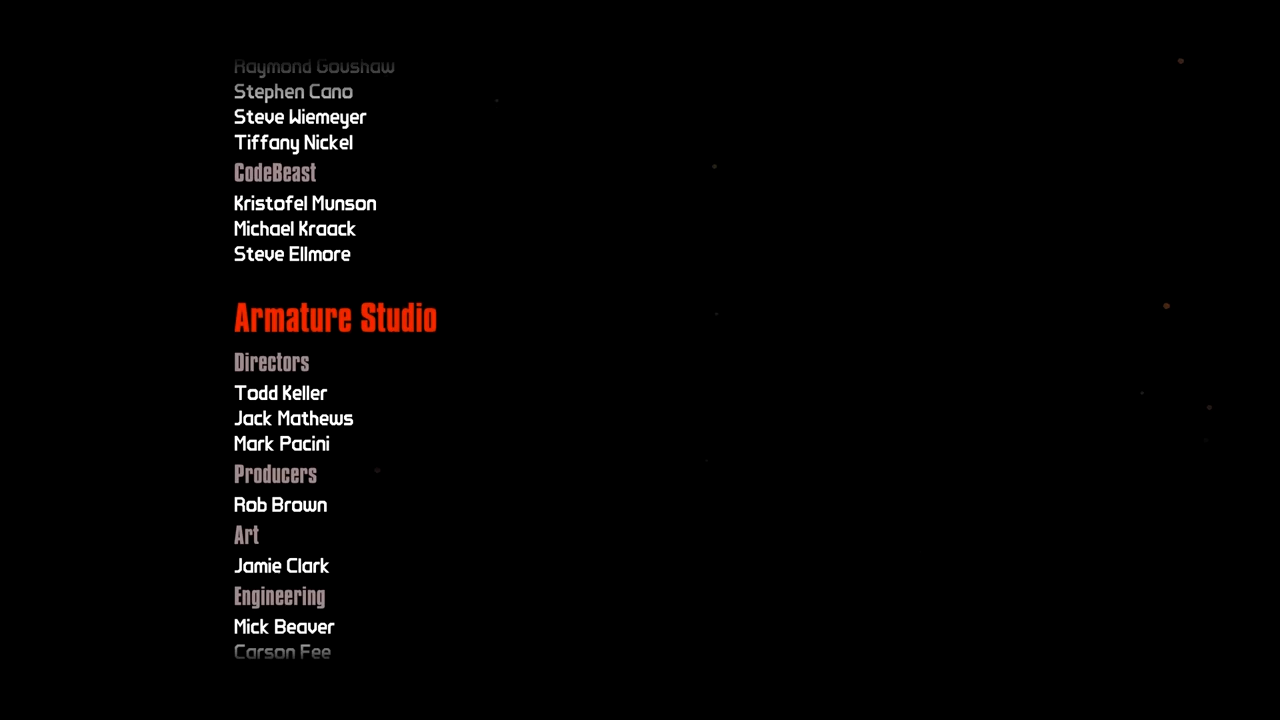 Raymond Goushaw
Stephen Cano
Steve Wiemeyer
Tiffany Nickel
CodeBeast
Kristofel Munson
Michael Kraack
Steve Ellmore
Armature Studio
Directors
Todd Keller
Jack Mathews
Mark Pacini
Producers
Rob Brown
Art
Jamie Clark
Engineering
Mick Beaver
Carson Fee